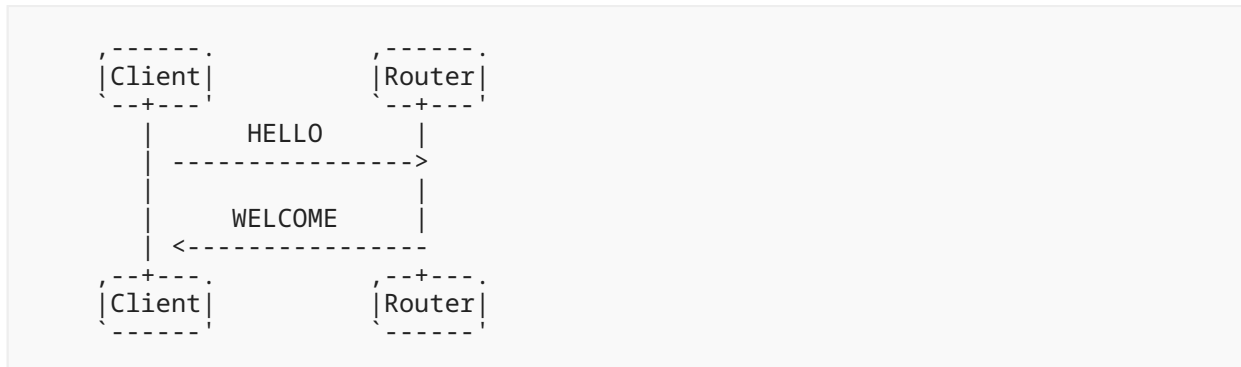 ,------.          ,------.
|Client|          |Router|
`--+---'          `--+---'
   |      HELLO      |
   | ---------------->
   |                 |
   |     WELCOME     |
   | <----------------
,--+---.          ,--+---.
|Client|          |Router|
`------'          `------'